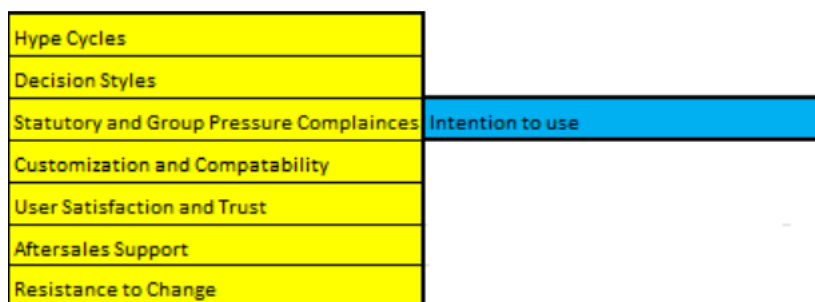 Hype Cycles
Decision Styles
Statutory and Group Pressure Complainces Intention to use
Customization and Compatability
User Satisfaction and Trust
Aftersales Support
Resistance to Change